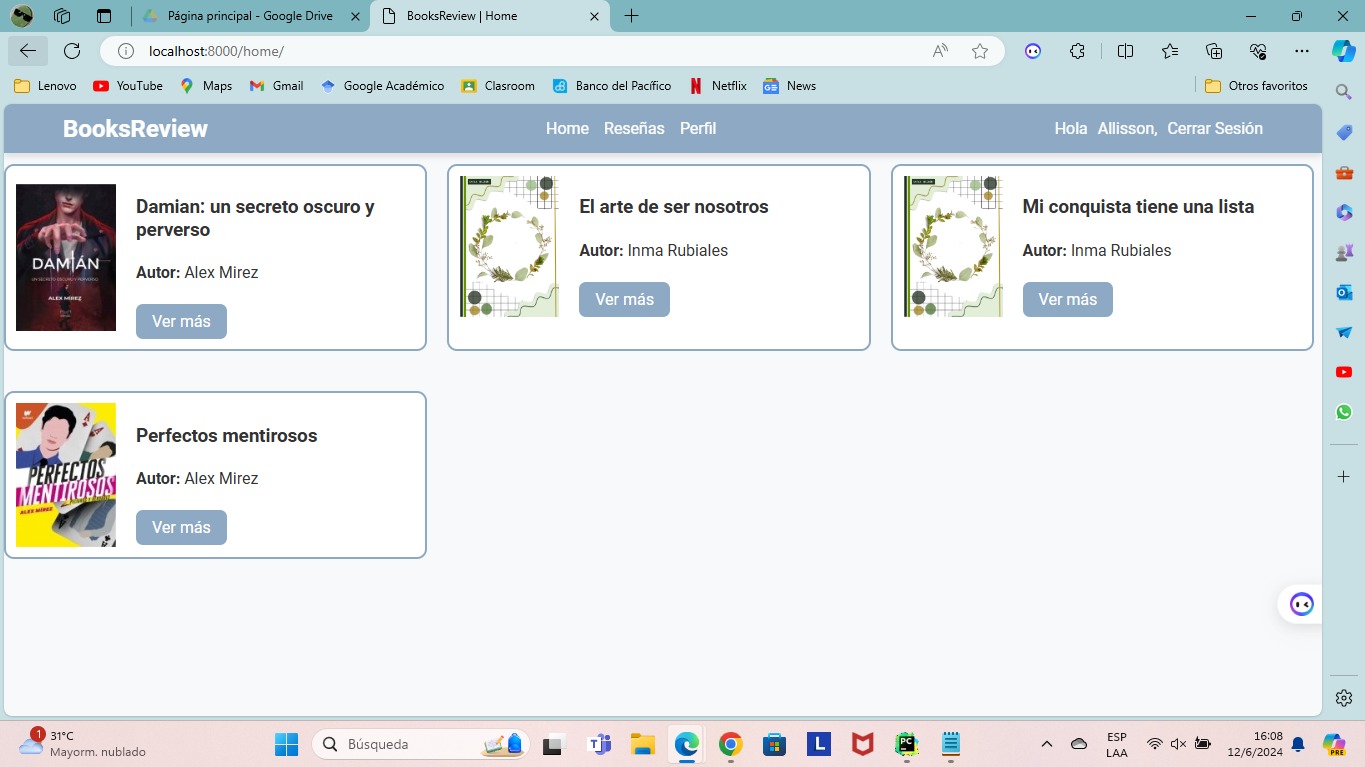 Página principal - Google Drive
BooksReview | Home
localhost:8000/home/
Lenovo YouTube Maps Gmail Google Académico Clasroom Banco del Pacífico Netflix News Otros favoritos
BooksReview Home Reseñas Perfil Hola Allisson, Cerrar Sesión
Damian: un secreto oscuro y
perverso
Autor: Alex Mirez
Ver más
DAMIÁN
UN SECRETO OSCURO Y PERVERSO
ALEX MIREZ
El arte de ser nosotros
Autor: Inma Rubiales
Ver más
Mi conquista tiene una lista
Autor: Inma Rubiales
Ver más
PERFECTOS
MENTIROSOS
ALEX MIREZ
Perfectos mentirosos
Autor: Alex Mirez
Ver más
1
31°C
Mayorm. nublado
Búsqueda
L
PC
ESP
LAA
16:08
12/6/2024
PRE